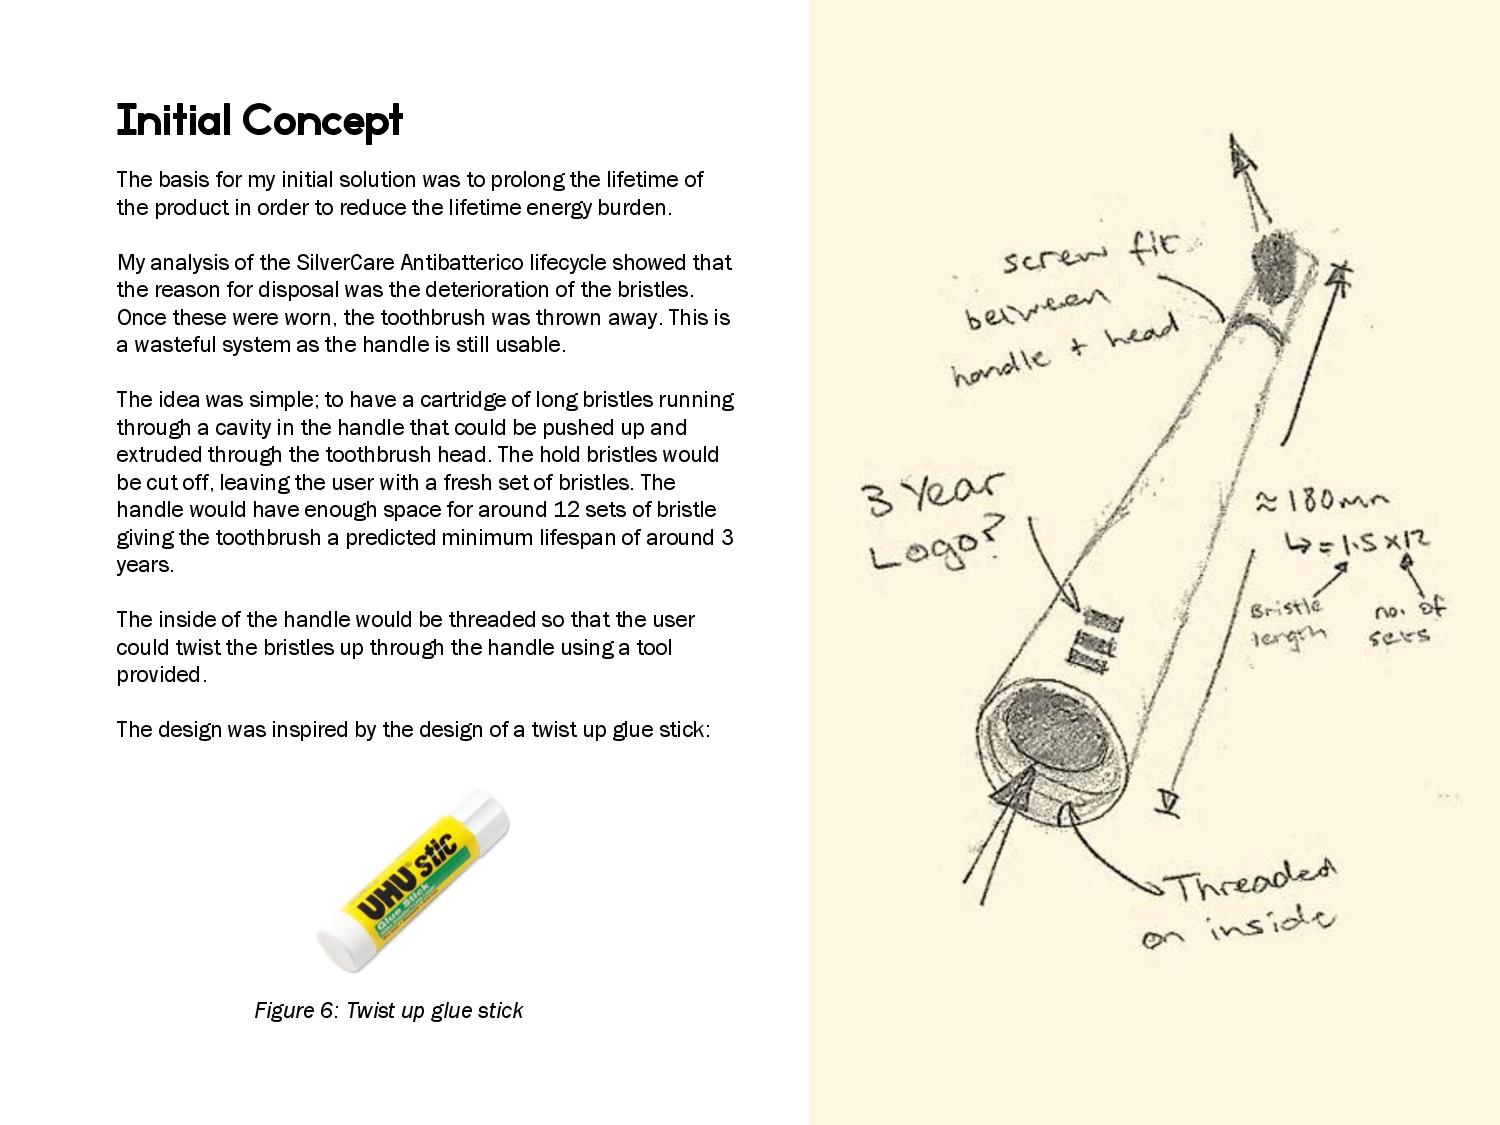 Initial Concept
The basis for my initial solution was to prolong the lifetime of
the product in order to reduce the lifetime energy burden.
My analysis of the SilverCare Antibatterico lifecycle showed that
the reason for disposal was the deterioration of the bristles.
Once these were worn, the toothbrush was thrown away. This is
a wasteful system as the handle is still usable.
The idea was simple; to have a cartridge of long bristles running
through a cavity in the handle that could be pushed up and
extruded through the toothbrush head. The hold bristles would
be cut off, leaving the user with a fresh set of bristles. The
handle would have enough space for around 12 sets of bristle
giving the toothbrush a predicted minimum lifespan of around 3
years.
The inside of the handle would be threaded so that the user
could twist the bristles up through the handle using a tool
provided.
The design was inspired by the design of a twist up glue stick:
UHU stic
Glue Stick
Figure 6: Twist up glue stick
screw fit
between
handle + head
3 Year
Logo?
≈ 180mm
↳ = 1.5 x 12
Bristle
length
no. of
sets
Threaded
on inside